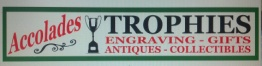 Accolades
TROPHIES
ENGRAVING - GIFTS
ANTIQUES - COLLECTIBLES